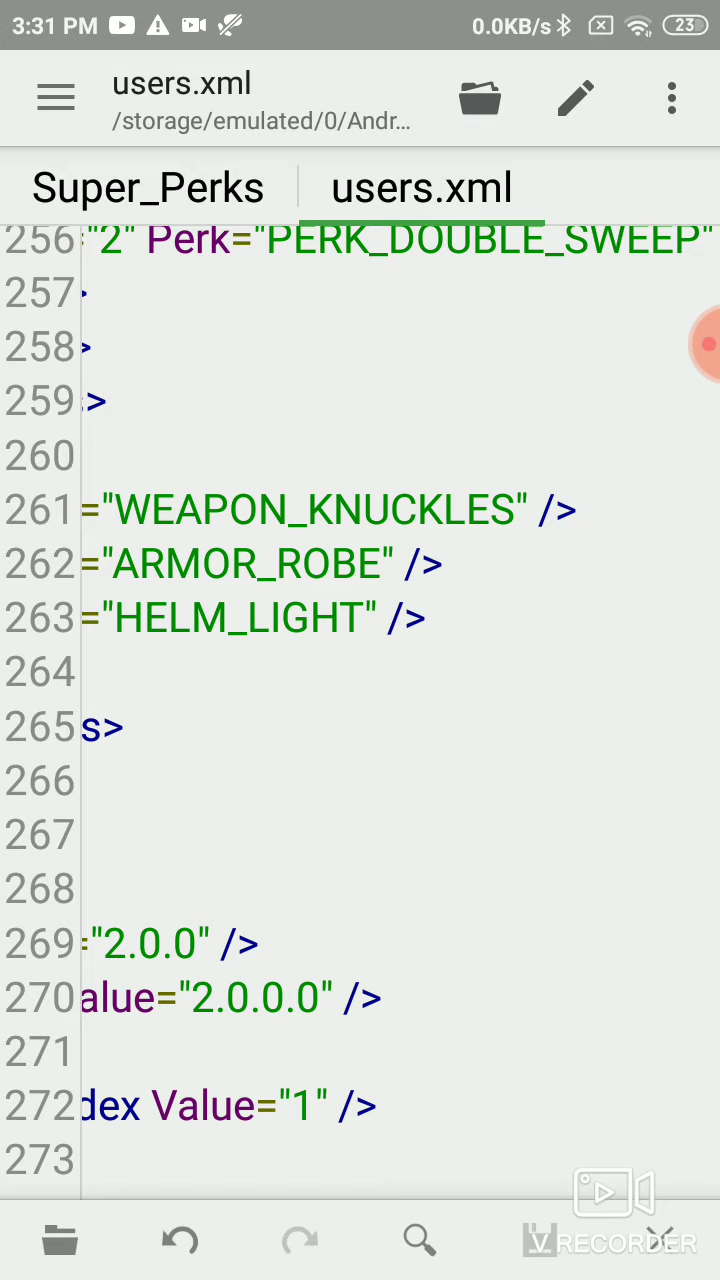 3:31 PM 0.0KB/s 23
users.xml
/storage/emulated/0/Andr...
Super_Perks users.xml
256 ="2" Perk="PERK_DOUBLE_SWEEP"
257 >
258 >
259 >
260
261 ="WEAPON_KNUCKLES" />
262 ="ARMOR_ROBE" />
263 ="HELM_LIGHT" />
264
265 s>
266
267
268
269 ="2.0.0" />
270 alue="2.0.0.0" />
271
272 dex Value="1" />
273
VRECORDER